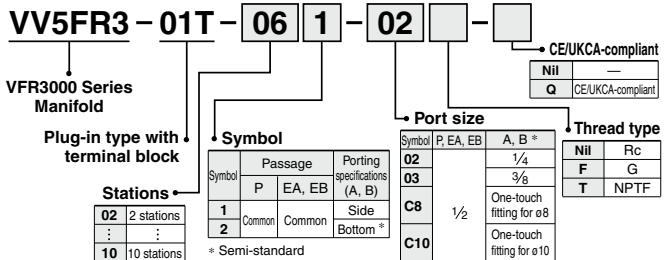 VV5FR3 – 01T – 06 1 – 02 –
CE/UKCA-compliant
Nil —
Q CE/UKCA-compliant
VFR3000 Series
Manifold
Plug-in type with
terminal block
Stations
02 2 stations
⋮ ⋮
10 10 stations
Symbol
Symbol Passage Porting specifications (A, B)
P EA, EB
1 Common Common Side
2 Bottom *
* Semi-standard
Port size
Symbol P, EA, EB A, B *
02 1/2 1/4
03 3/8
C8 One-touch
fitting for ø8
C10 One-touch
fitting for ø10
Thread type
Nil Rc
F G
T NPTF